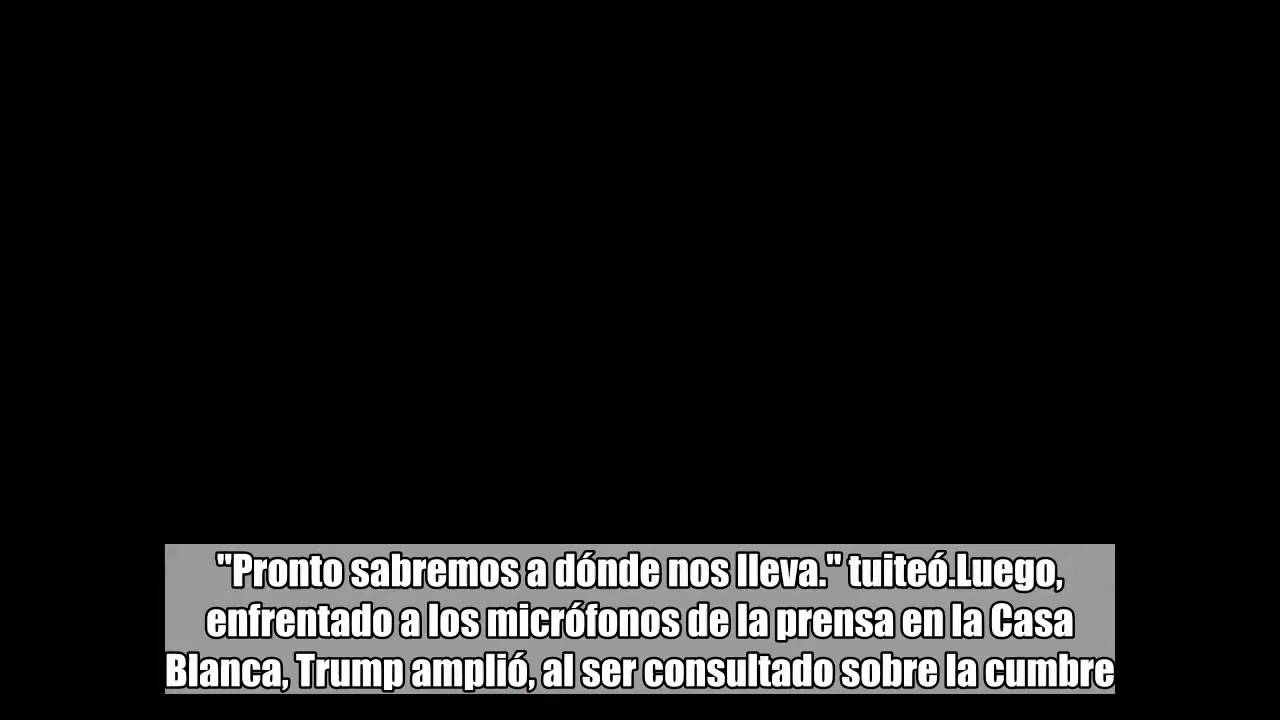 "Pronto sabremos a dónde nos lleva." tuiteó.Luego,
enfrentado a los micrófonos de la prensa en la Casa
Blanca, Trump amplió, al ser consultado sobre la cumbre